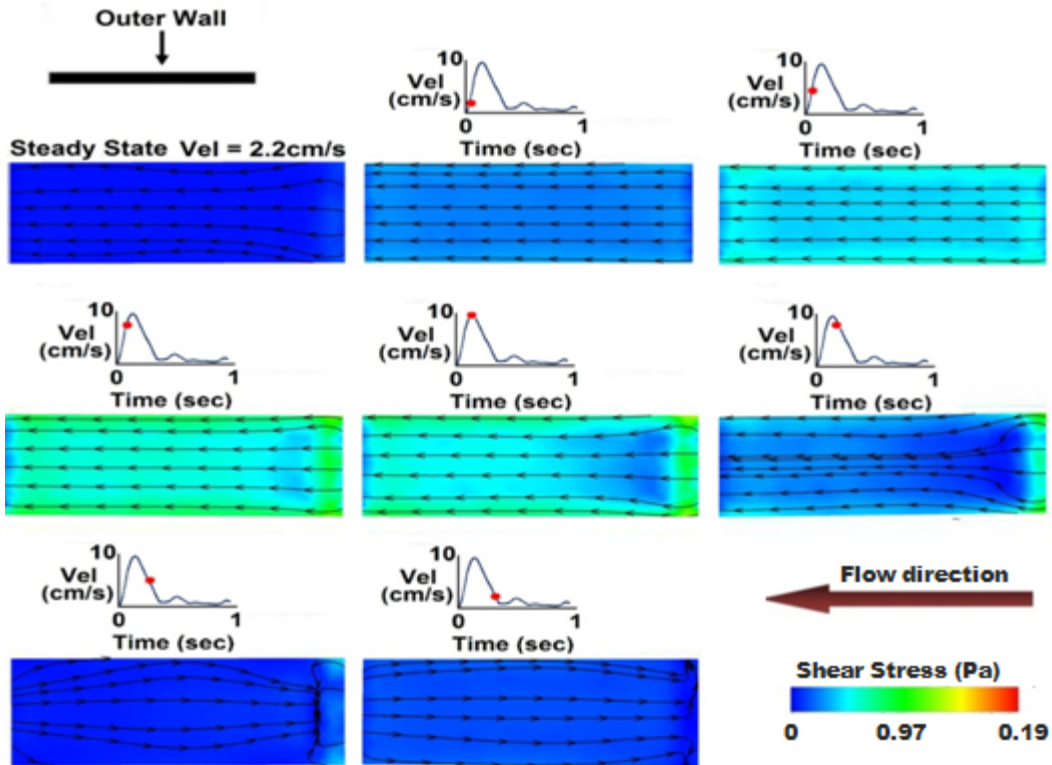 Outer Wall
Steady State Vel = 2.2cm/s
10
Vel
(cm/s)
0
1
Time (sec)
10
Vel
(cm/s)
0
1
Time (sec)
10
Vel
(cm/s)
0
1
Time (sec)
10
Vel
(cm/s)
0
1
Time (sec)
10
Vel
(cm/s)
0
1
Time (sec)
10
Vel
(cm/s)
0
1
Time (sec)
10
Vel
(cm/s)
0
1
Time (sec)
Flow direction
Shear Stress (Pa)
0 0.97 0.19